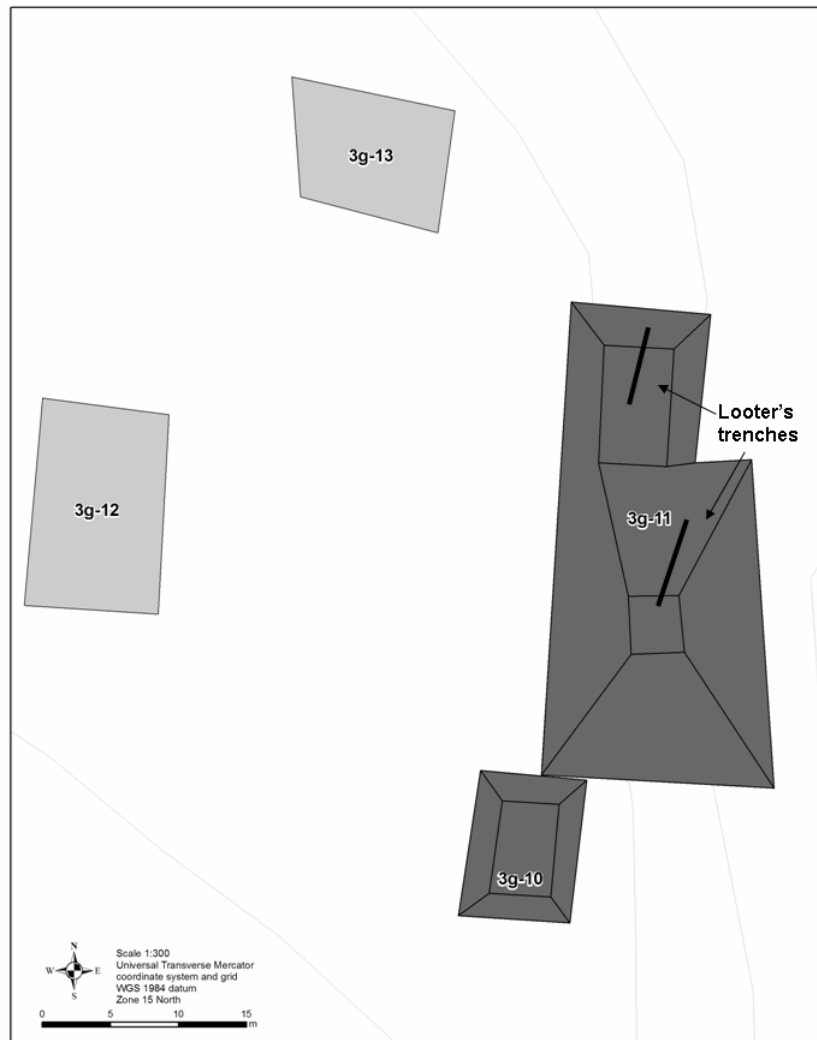 3g-13
Looter's
trenches
3g-12
3g-11
3g-10
N
W E
S
Scale 1:300
Universal Transverse Mercator
coordinate system and grid
WGS 1984 datum
Zone 15 North
0 5 10 15
m